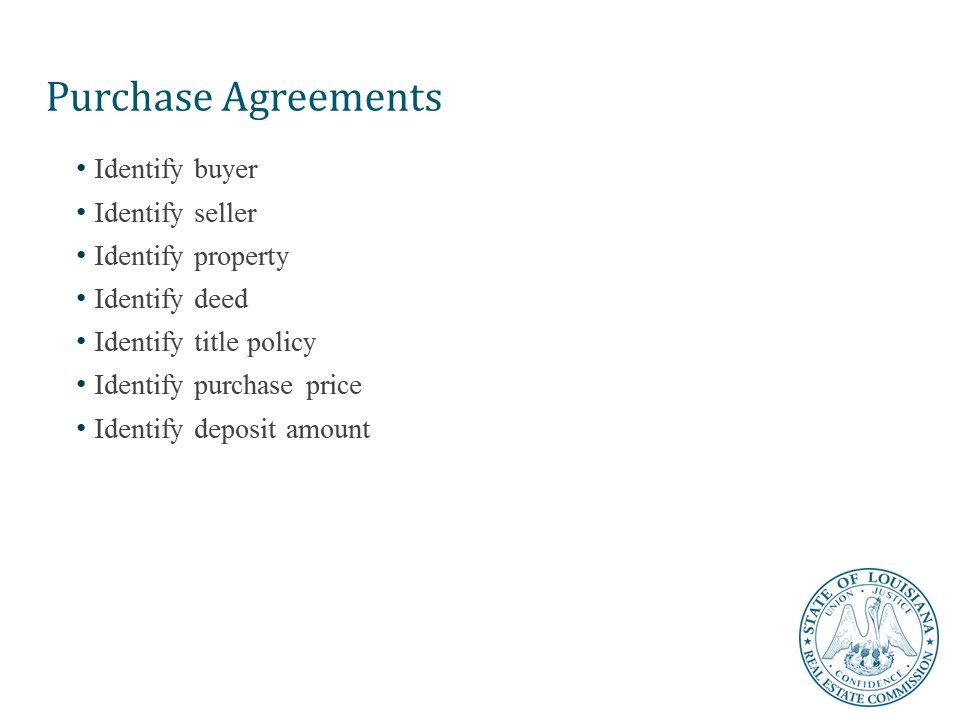 Purchase Agreements
• Identify buyer
• Identify seller
• Identify property
• Identify deed
• Identify title policy
• Identify purchase price
• Identify deposit amount
STATE OF LOUISIANA
UNION · JUSTICE
· CONFIDENCE ·
REAL ESTATE COMMISSION